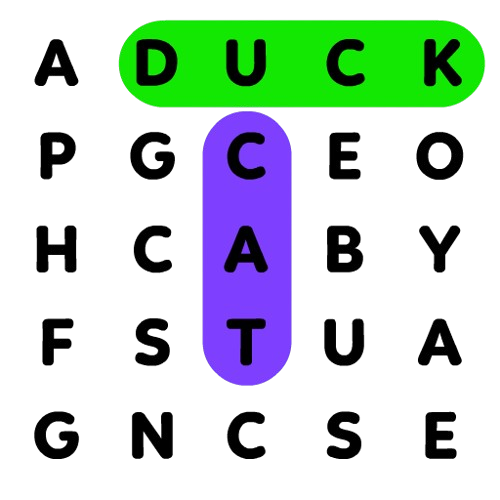 A D U C K
P G C E O
H C A B Y
F S T U A
G N C S E